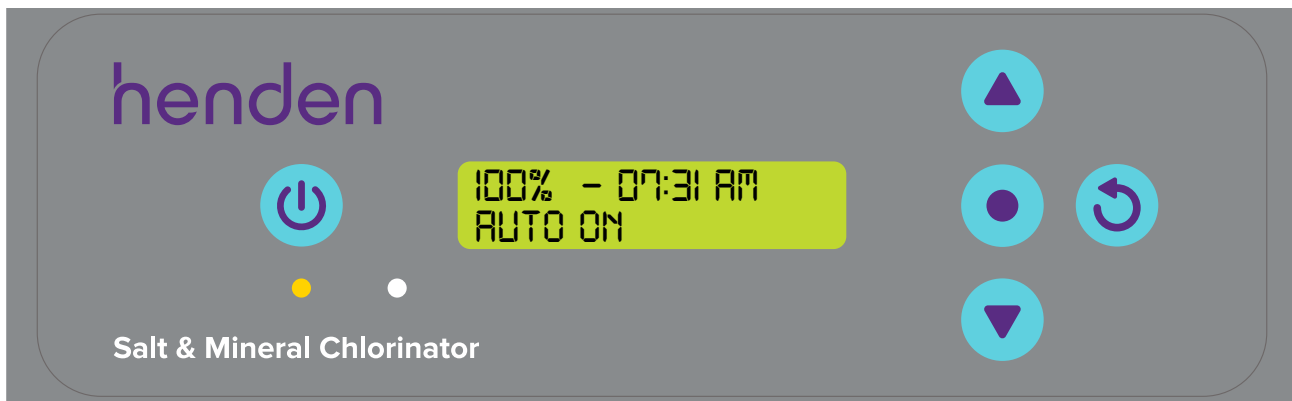 henden
100% - 07:31 AM
AUTO ON
Salt & Mineral Chlorinator